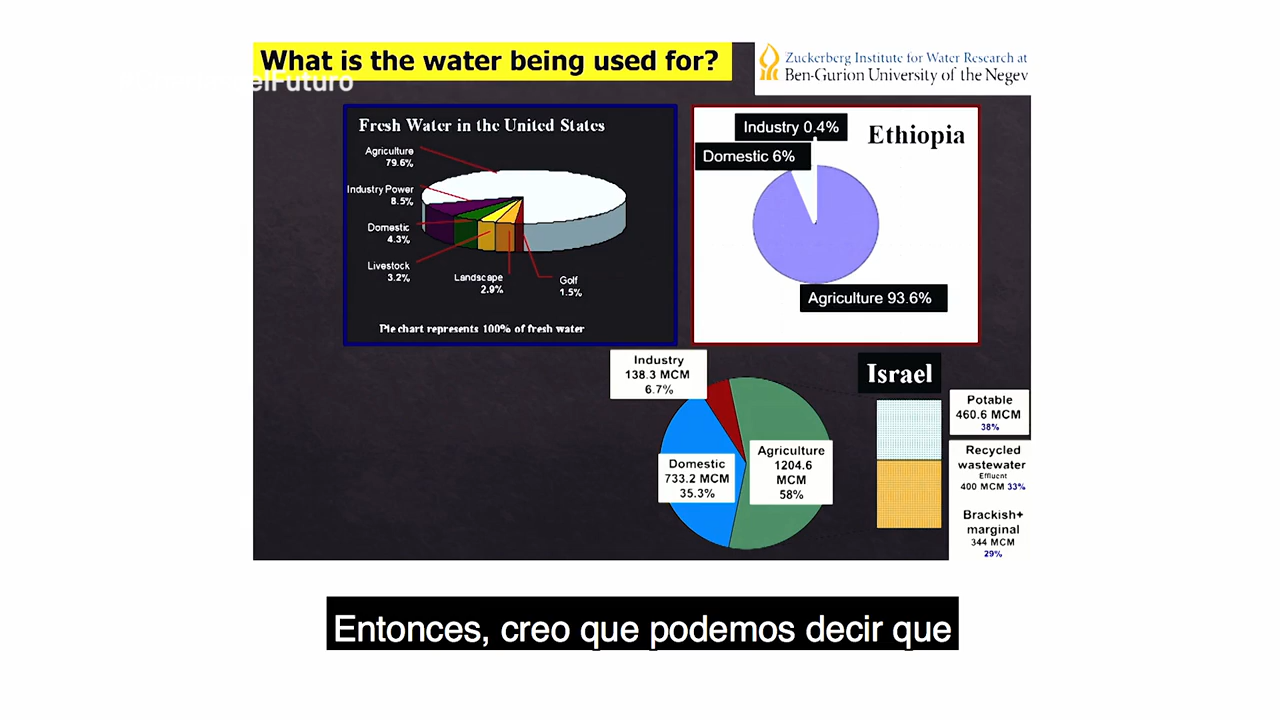 What is the water being used for?
Zuckerberg Institute for Water Research at
Ben-Gurion University of the Negev
elFuturo
Fresh Water in the United States
Agriculture
79.6%
Industry Power
8.5%
Domestic
4.3%
Livestock
3.2%
Landscape
2.9%
Golf
1.5%
Pie chart represents 100% of fresh water
Ethiopia
Industry 0.4%
Domestic 6%
Agriculture 93.6%
Israel
Industry
138.3 MCM
6.7%
Domestic
733.2 MCM
35.3%
Agriculture
1204.6
MCM
58%
Potable
460.6 MCM
38%
Recycled
wastewater
Effluent
400 MCM 33%
Brackish+
marginal
344 MCM
29%
Entonces, creo que podemos decir que